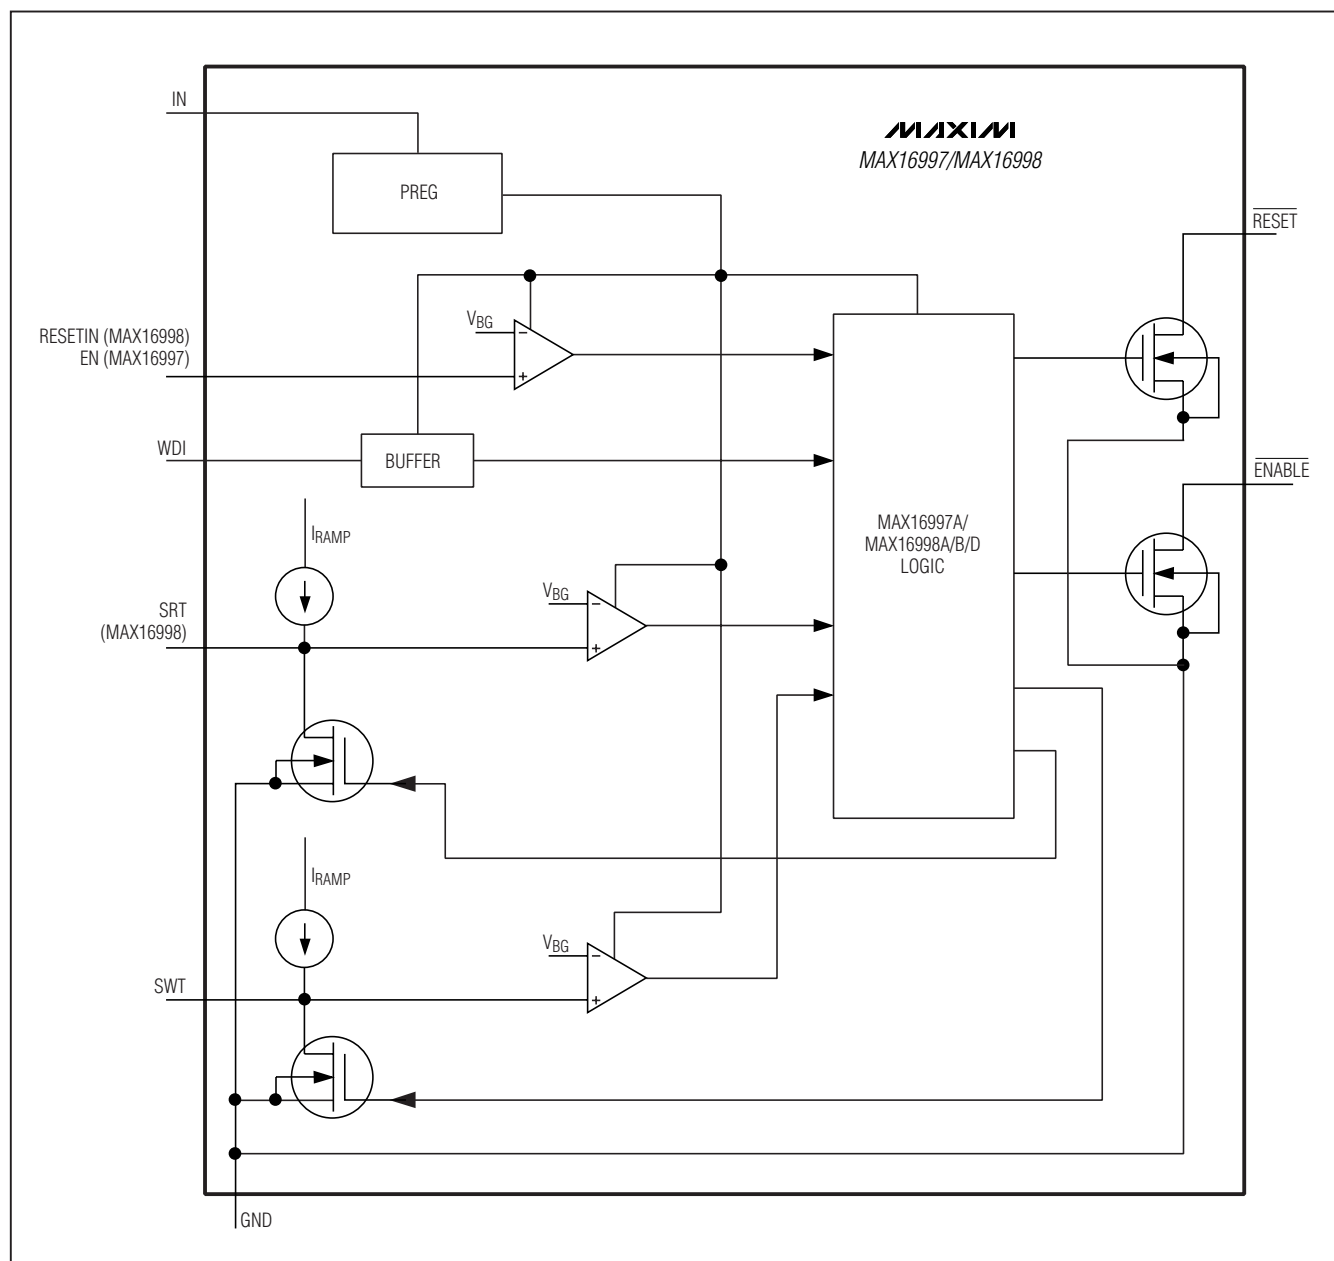 IN
MAXIM
MAX16997/MAX16998
PREG
RESET
VBG
−
RESETIN (MAX16998)
EN (MAX16997)
+
WDI
BUFFER
ENABLE
IRAMP
MAX16997A/
MAX16998A/B/D
LOGIC
VBG
−
SRT
(MAX16998)
+
IRAMP
VBG
−
SWT
+
GND